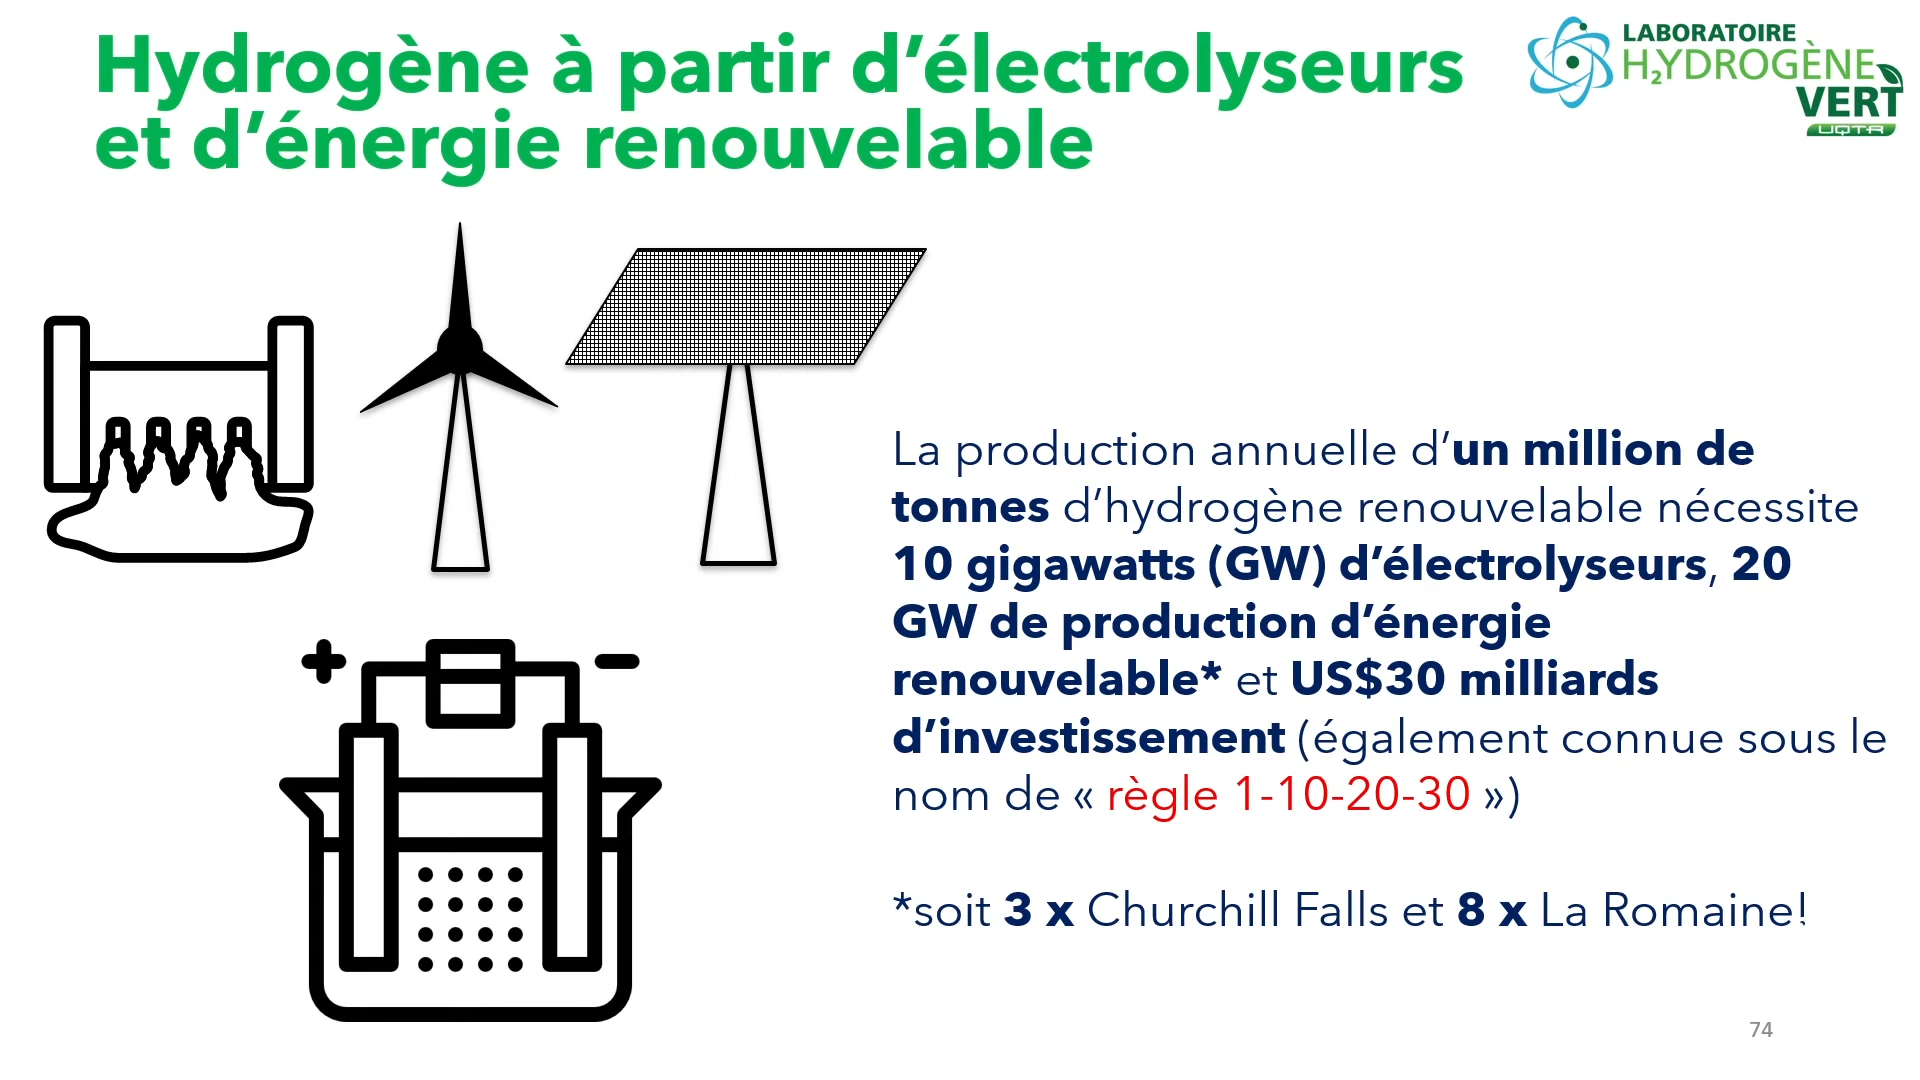 Hydrogène à partir d’électrolyseurs
et d’énergie renouvelable
LABORATOIRE
H₂YDROGÈNE
VERT
UQTR
La production annuelle d’un million de
tonnes d’hydrogène renouvelable nécessite
10 gigawatts (GW) d’électrolyseurs, 20
GW de production d’énergie
renouvelable* et US$30 milliards
d’investissement (également connue sous le
nom de « règle 1-10-20-30 »)
*soit 3 x Churchill Falls et 8 x La Romaine!
+ −
74